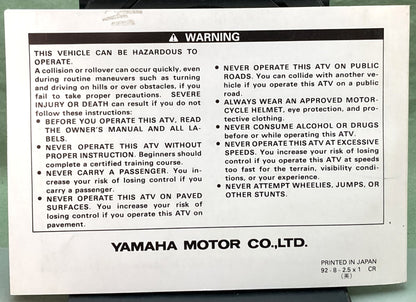 ⚠ WARNING
THIS VEHICLE CAN BE HAZARDOUS TO
OPERATE.
A collision or rollover can occur quickly, even
during routine maneuvers such as turning
and driving on hills or over obstacles, if you
fail to take proper precautions. SEVERE
INJURY OR DEATH can result if you do not
follow these instructions:
• BEFORE YOU OPERATE THIS ATV, READ
THE OWNER'S MANUAL AND ALL LA-
BELS.
• NEVER OPERATE THIS ATV WITHOUT
PROPER INSTRUCTION. Beginners should
complete a certified training course.
• NEVER CARRY A PASSENGER. You in-
crease your risk of losing control if you
carry a passenger.
• NEVER OPERATE THIS ATV ON PAVED
SURFACES. You increase your risk of
losing control if you operate this ATV on
pavement.
• NEVER OPERATE THIS ATV ON PUBLIC
ROADS. You can collide with another ve-
hicle if you operate this ATV on a public
road.
• ALWAYS WEAR AN APPROVED MOTOR-
CYCLE HELMET, eye protection, and pro-
tective clothing.
• NEVER CONSUME ALCOHOL OR DRUGS
before or while operating this ATV.
• NEVER OPERATE THIS ATV AT EXCESSIVE
SPEEDS. You increase your risk of losing
control if you operate this ATV at speeds
too fast for the terrain, visibility condi-
tions, or your experience.
• NEVER ATTEMPT WHEELIES, JUMPS, OR
OTHER STUNTS.
YAMAHA MOTOR CO.,LTD.
PRINTED IN JAPAN
92 - 8 - 2.5 x 1 CR
(英)